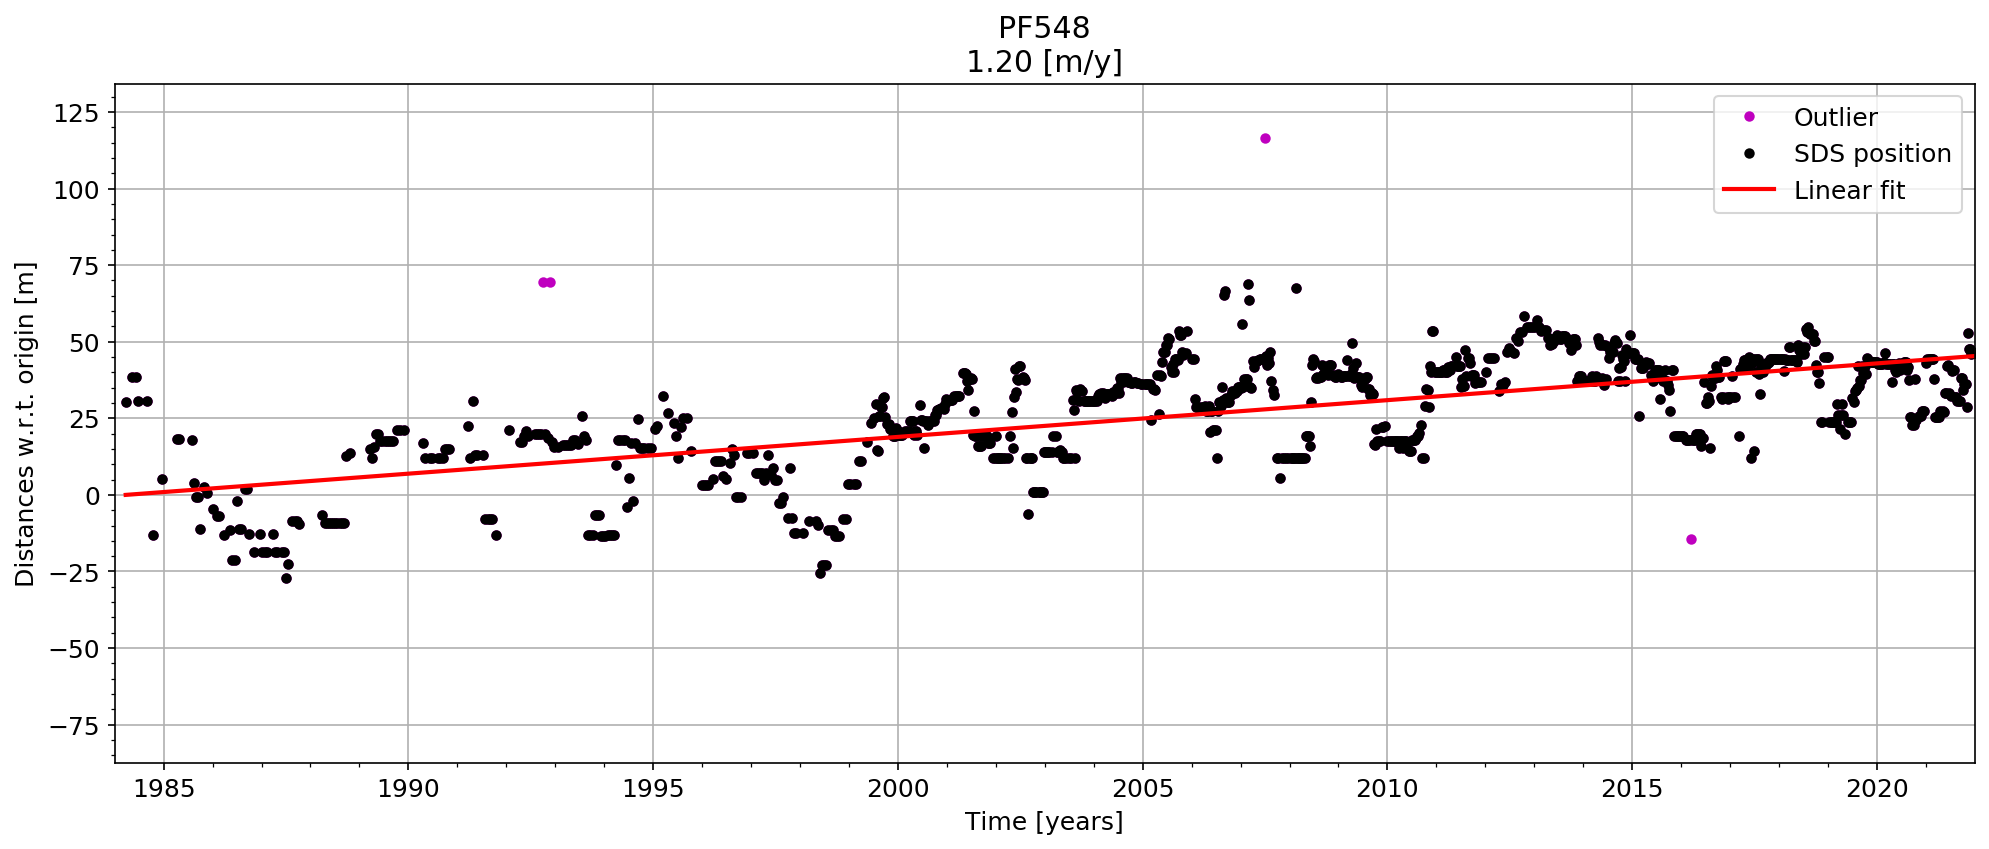 PF548
1.20 [m/y]
Distances w.r.t. origin [m]
125
100
75
50
25
0
−25
−50
−75
Outlier
SDS position
Linear fit
1985 1990 1995 2000 2005 2010 2015 2020
Time [years]